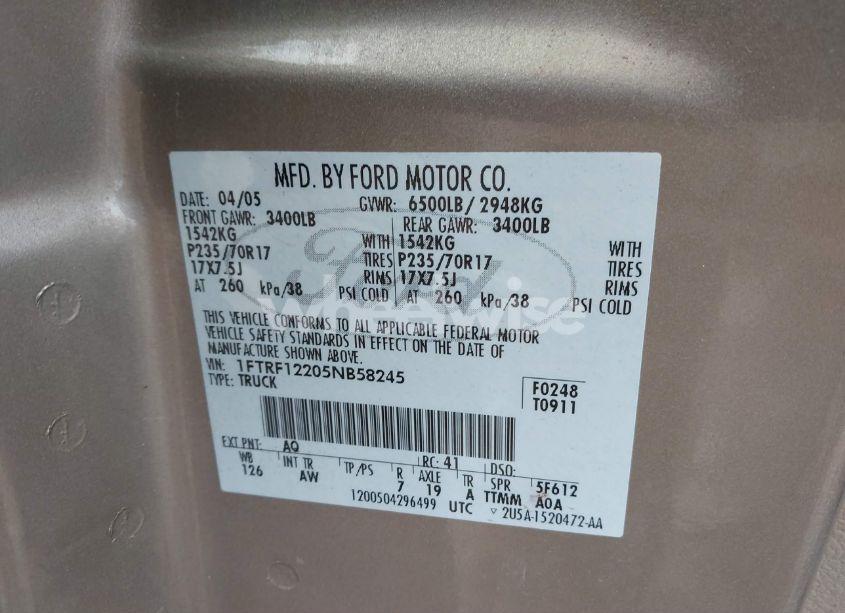 MFD. BY FORD MOTOR CO.
DATE: 04/05 GVWR: 6500LB/ 2948KG
FRONT GAWR: 3400LB REAR GAWR: 3400LB
1542KG WITH 1542KG WITH
P235/70R17 TIRES P235/70R17 TIRES
17X7.5J RIMS 17X7.5J RIMS
AT 260 kPa/38 PSI COLD AT 260 kPa/38 PSI COLD
Ford
wheelwise
THIS VEHICLE CONFORMS TO ALL APPLICABLE FEDERAL MOTOR
VEHICLE SAFETY STANDARDS IN EFFECT ON THE DATE OF
MANUFACTURE SHOWN ABOVE.
VIN: 1FTRF12205NB58245
TYPE: TRUCK
F0248
T0911
EXT PNT: AQ RC: 41 DSO:
WB INT TR TP/PS R AXLE TR SPR 5F612
126 AW 7 19 A TTMM A0A
1200504296499 UTC ▽ 2U5A-1520472-AA